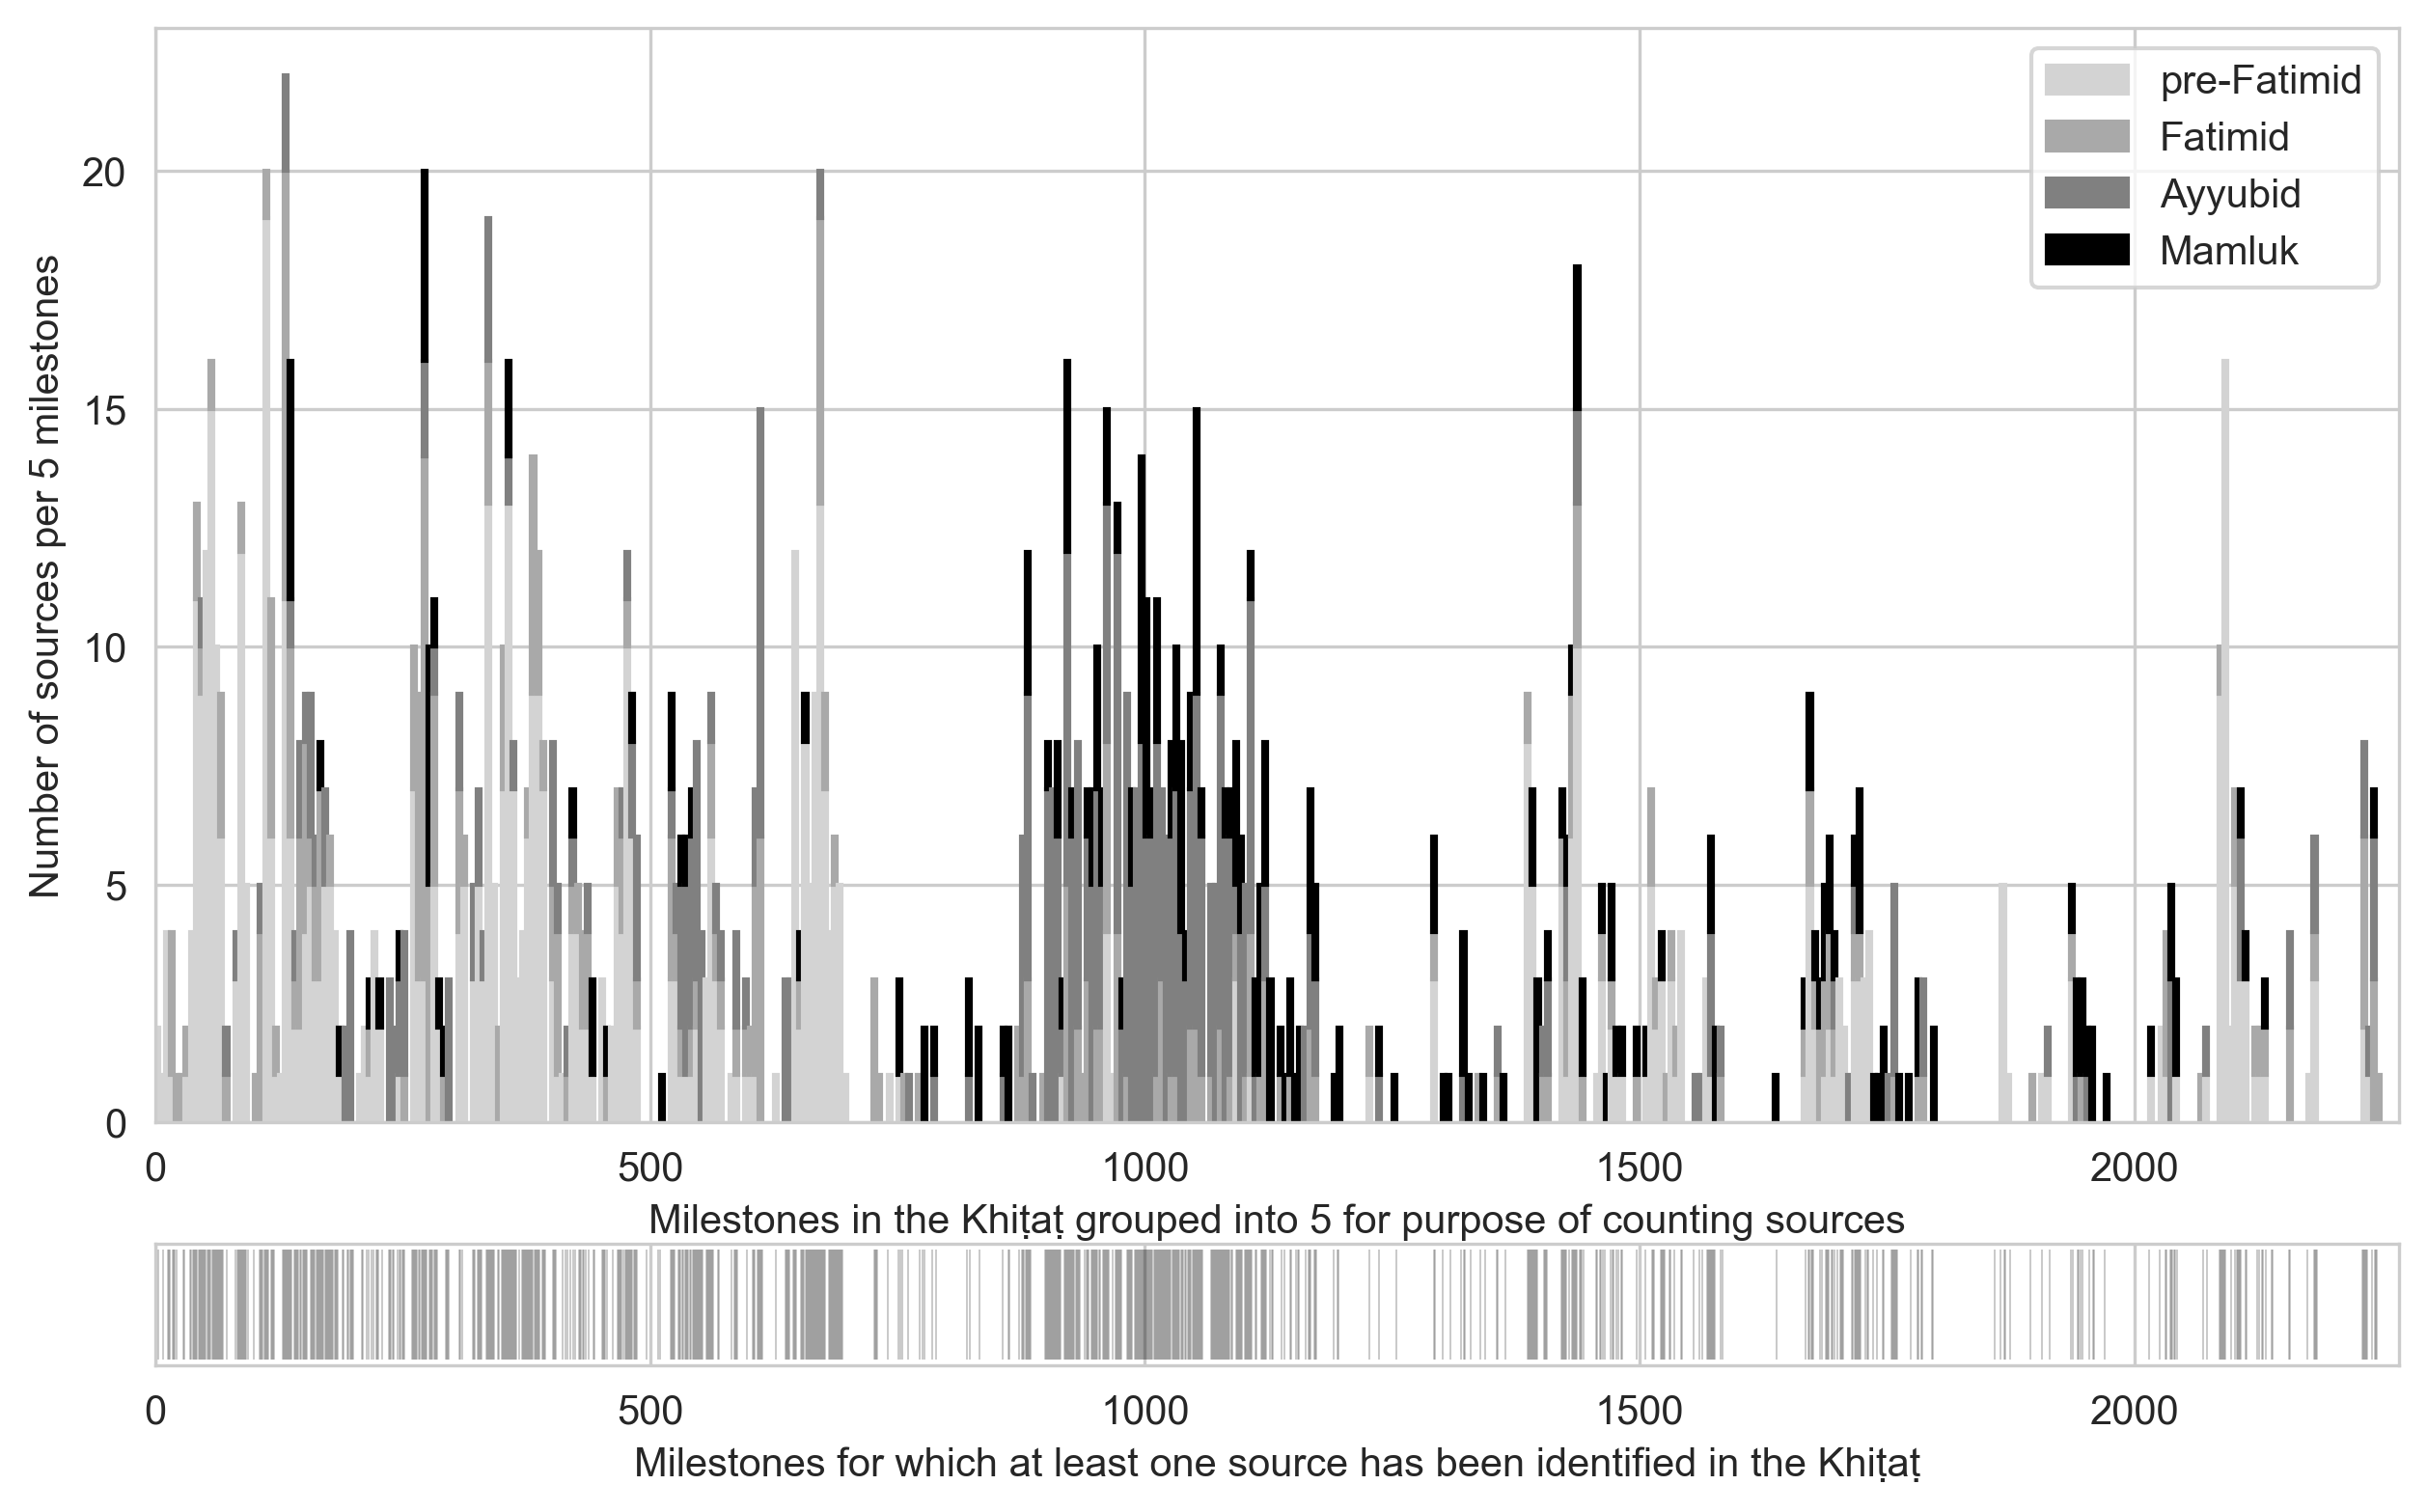 Number of sources per 5 milestones
20
15
10
5
0
pre-Fatimid
Fatimid
Ayyubid
Mamluk
0 500 1000 1500 2000
Milestones in the Khiṭaṭ grouped into 5 for purpose of counting sources
0 500 1000 1500 2000
Milestones for which at least one source has been identified in the Khiṭaṭ